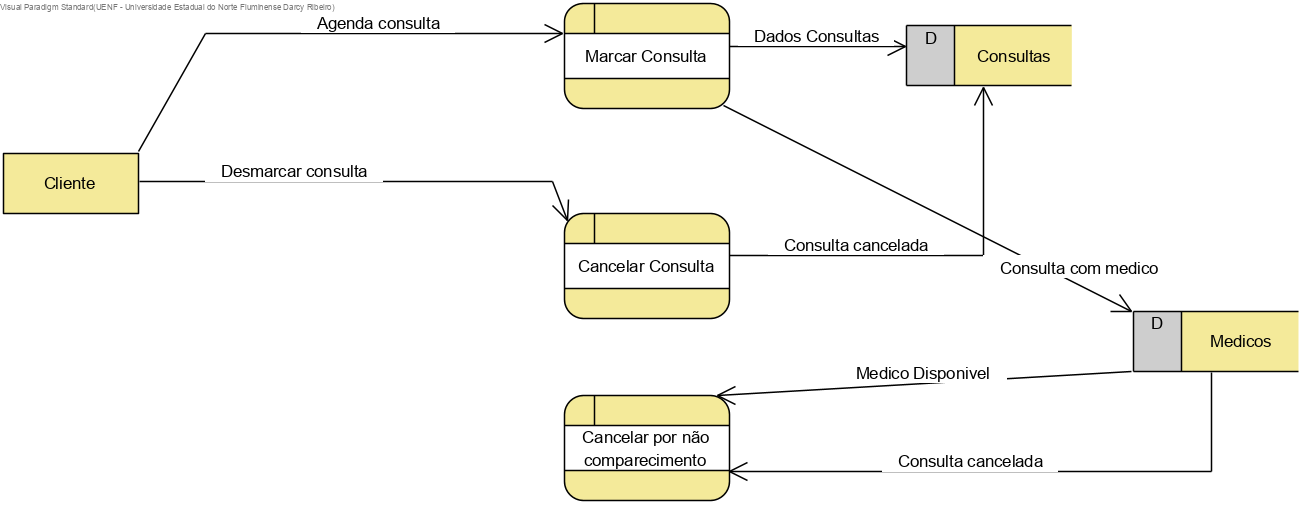 Visual Paradigm Standard(UENF - Universidade Estadual do Norte Fluminense Darcy Ribeiro)
Agenda consulta
Marcar Consulta
Dados Consultas
D
Consultas
Desmarcar consulta
Cliente
Cancelar Consulta
Consulta cancelada
Consulta com medico
D
Medicos
Medico Disponivel
Cancelar por não
comparecimento
Consulta cancelada